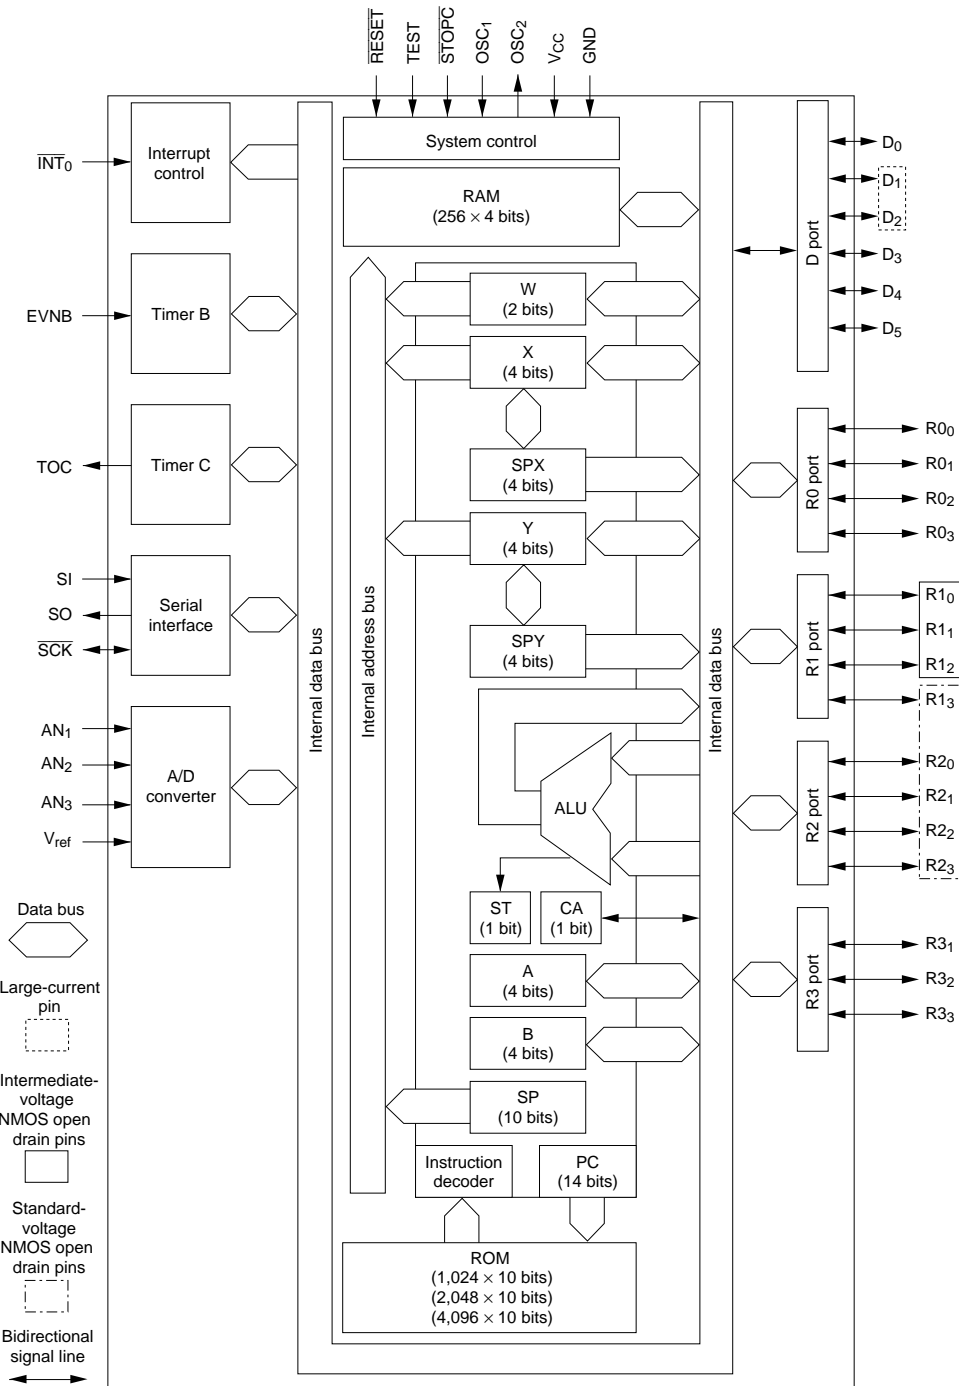 RESET
TEST
STOPC
OSC1
OSC2
VCC
GND
System control
RAM
(256 × 4 bits)
INT0
Interrupt
control
EVNB
Timer B
TOC
Timer C
SI
SO
SCK
Serial
interface
AN1
AN2
AN3
Vref
A/D
converter
Internal data bus
Internal address bus
W
(2 bits)
X
(4 bits)
SPX
(4 bits)
Y
(4 bits)
SPY
(4 bits)
ALU
ST
(1 bit)
CA
(1 bit)
A
(4 bits)
B
(4 bits)
SP
(10 bits)
Instruction
decoder
PC
(14 bits)
ROM
(1,024 × 10 bits)
(2,048 × 10 bits)
(4,096 × 10 bits)
Internal data bus
D port
D0
D1
D2
D3
D4
D5
R0 port
R00
R01
R02
R03
R1 port
R10
R11
R12
R13
R2 port
R20
R21
R22
R23
R3 port
R31
R32
R33
Data bus
Large-current
pin
Intermediate-
voltage
NMOS open
drain pins
Standard-
voltage
NMOS open
drain pins
Bidirectional
signal line